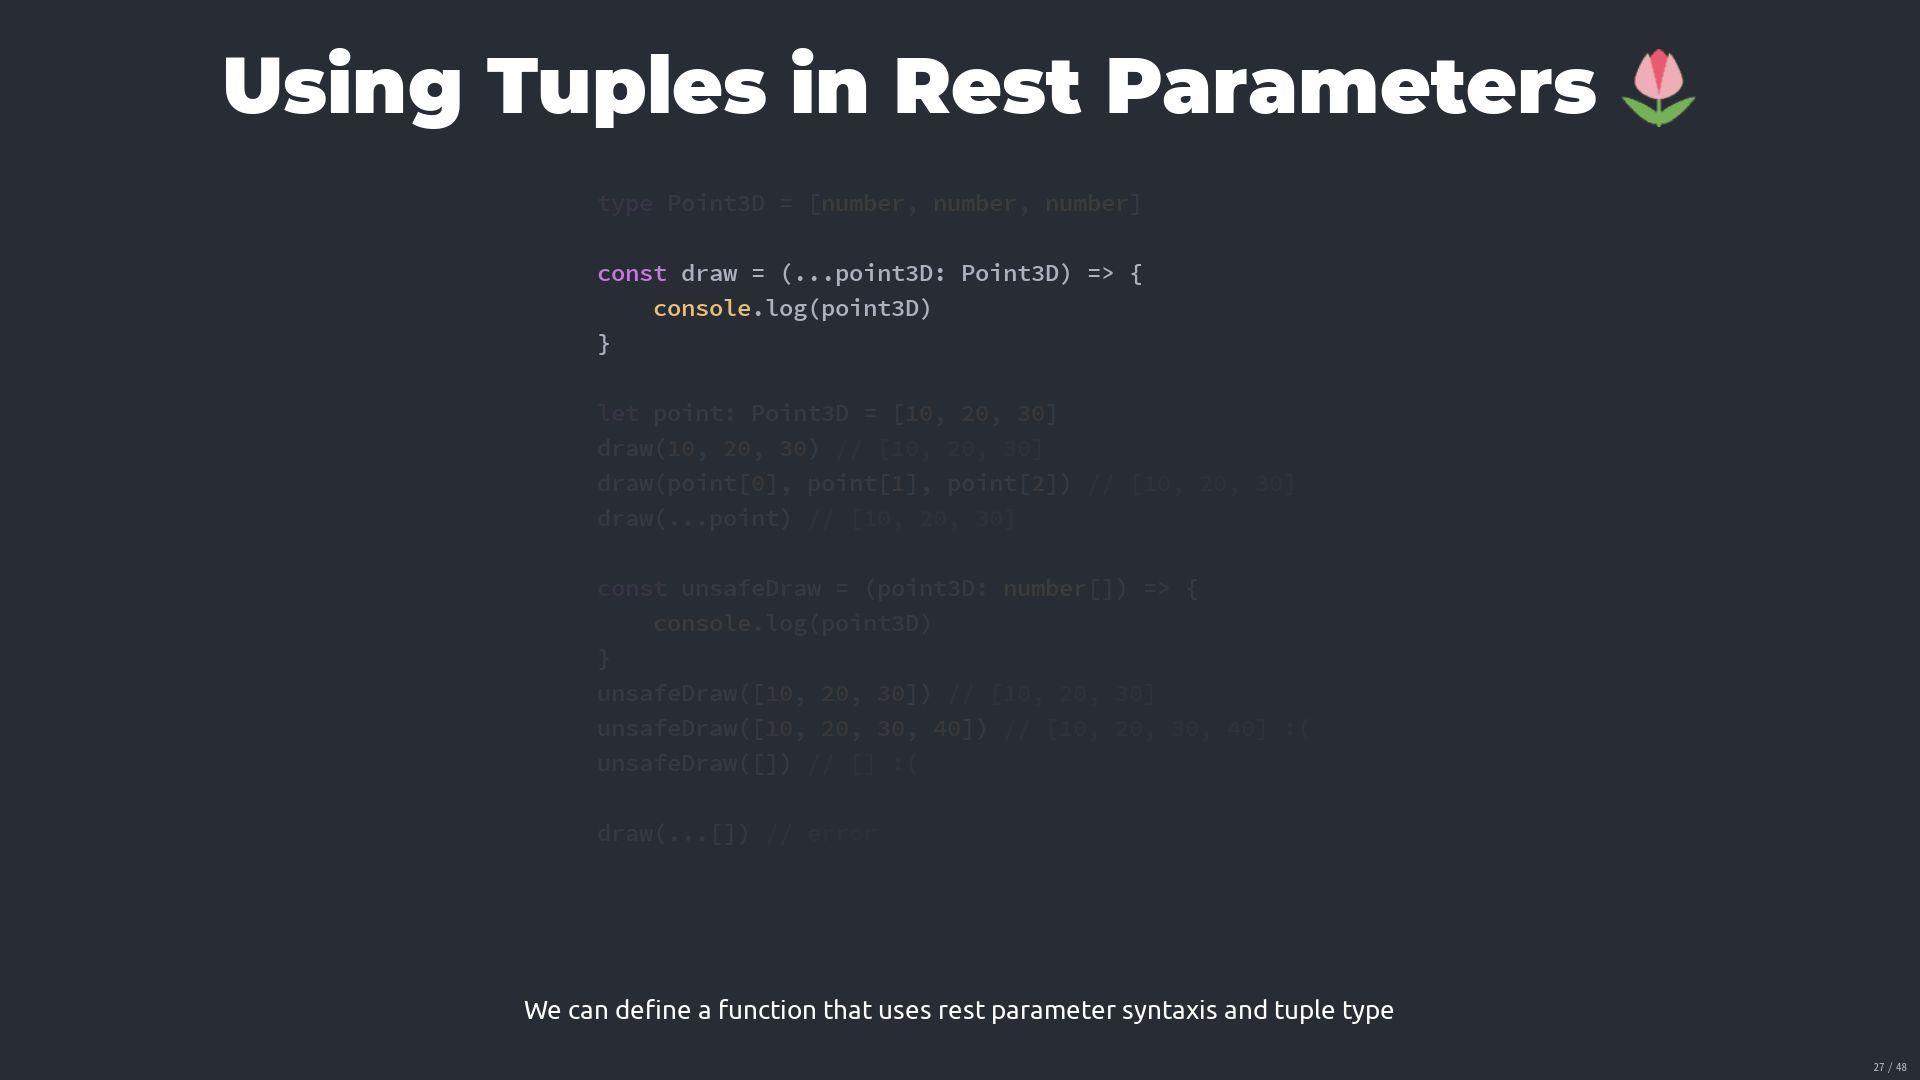 Using Tuples in Rest Parameters 🌷
type Point3D = [number, number, number]
const draw = (...point3D: Point3D) => {
    console.log(point3D)
}
let point: Point3D = [10, 20, 30]
draw(10, 20, 30) // [10, 20, 30]
draw(point[0], point[1], point[2]) // [10, 20, 30]
draw(...point) // [10, 20, 30]
const unsafeDraw = (point3D: number[]) => {
    console.log(point3D)
}
unsafeDraw([10, 20, 30]) // [10, 20, 30]
unsafeDraw([10, 20, 30, 40]) // [10, 20, 30, 40] :(
unsafeDraw([]) // [] :(
draw(...[]) // error
We can define a function that uses rest parameter syntaxis and tuple type
27 / 48